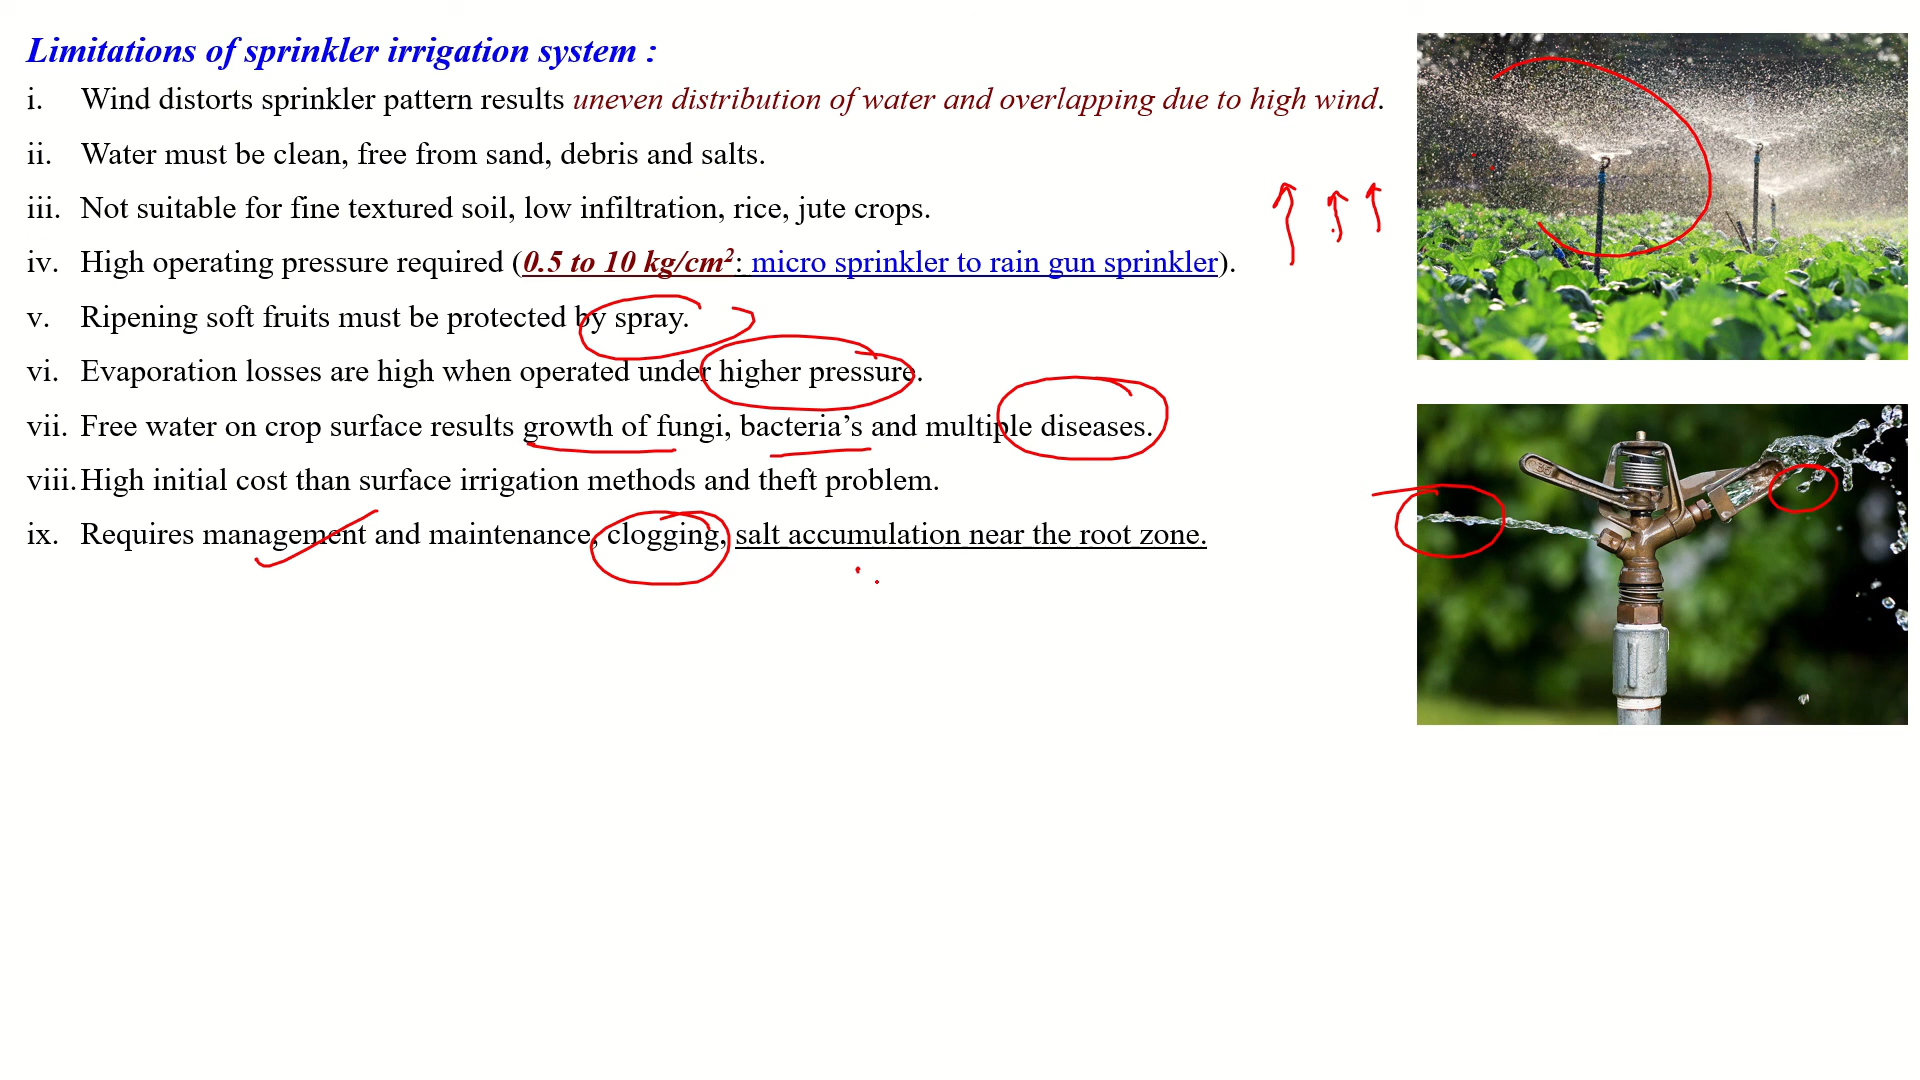 Limitations of sprinkler irrigation system :
i. Wind distorts sprinkler pattern results uneven distribution of water and overlapping due to high wind.
ii. Water must be clean, free from sand, debris and salts.
iii. Not suitable for fine textured soil, low infiltration, rice, jute crops.
iv. High operating pressure required (0.5 to 10 kg/cm²: micro sprinkler to rain gun sprinkler).
v. Ripening soft fruits must be protected by spray.
vi. Evaporation losses are high when operated under higher pressure.
vii. Free water on crop surface results growth of fungi, bacteria’s and multiple diseases.
viii. High initial cost than surface irrigation methods and theft problem.
ix. Requires management and maintenance, clogging, salt accumulation near the root zone.